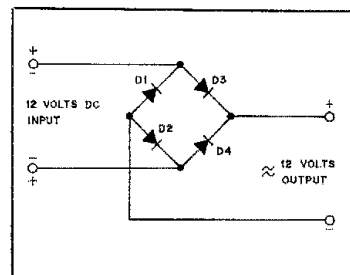 +
−
D1
D3
12 VOLTS DC
INPUT
+
D2
D4
−
+
≈ 12 VOLTS
OUTPUT
−